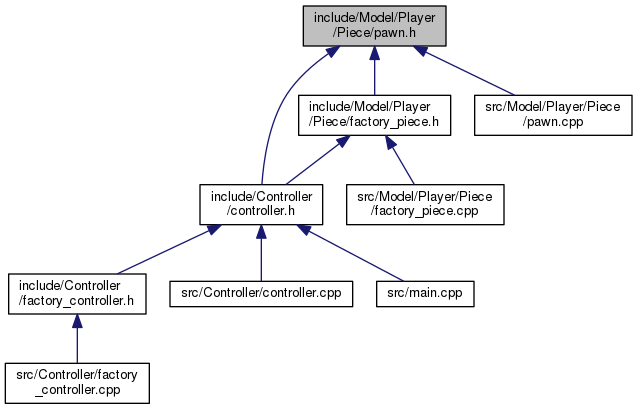 include/Model/Player
/Piece/pawn.h
include/Model/Player
/Piece/factory_piece.h
src/Model/Player/Piece
/pawn.cpp
include/Controller
/controller.h
src/Model/Player/Piece
/factory_piece.cpp
include/Controller
/factory_controller.h
src/Controller/controller.cpp
src/main.cpp
src/Controller/factory
_controller.cpp